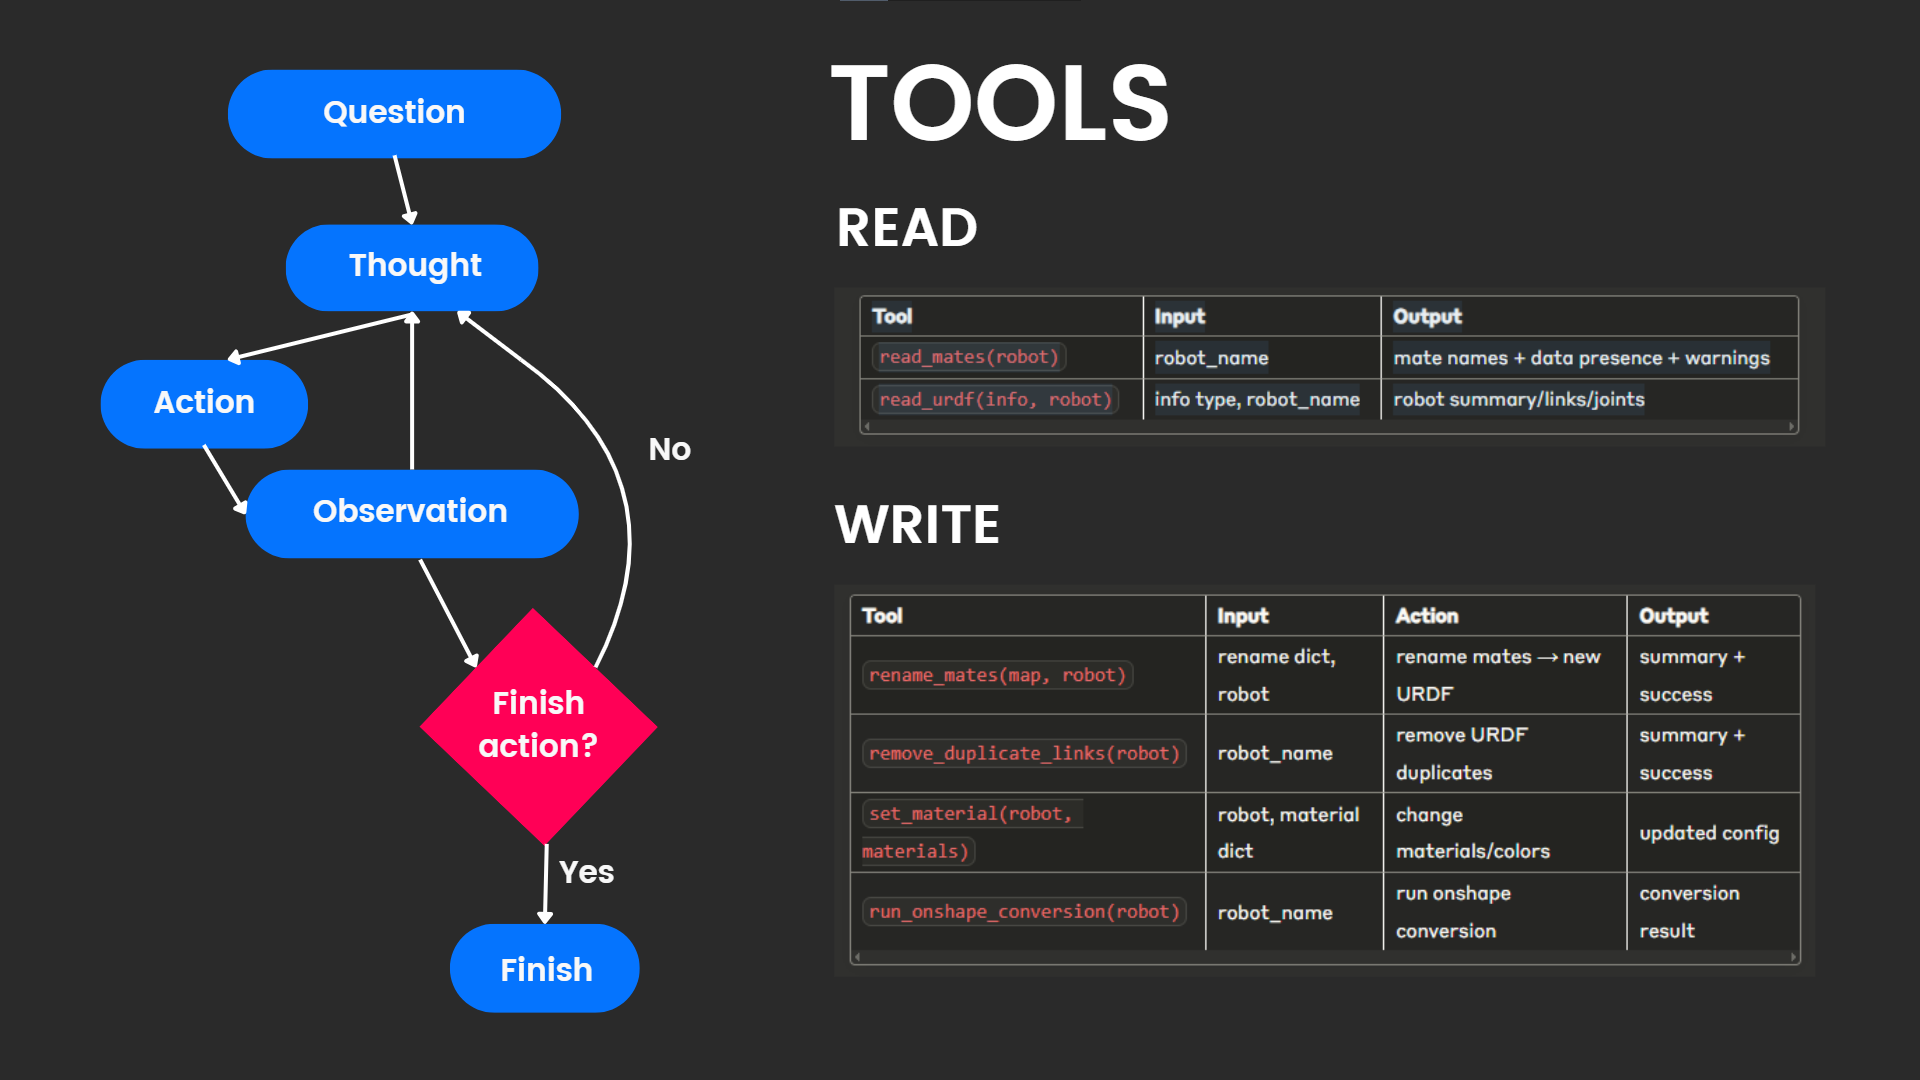 Question
Thought
Action
Observation
No
Finish
action?
Yes
Finish
TOOLS
READ
Tool Input Output
read_mates(robot) robot_name mate names + data presence + warnings
read_urdf(info, robot) info type, robot_name robot summary/links/joints
WRITE
Tool Input Action Output
rename_mates(map, robot) rename dict, robot rename mates → new URDF summary + success
remove_duplicate_links(robot) robot_name remove URDF duplicates summary + success
set_material(robot, materials) robot, material dict change materials/colors updated config
run_onshape_conversion(robot) robot_name run onshape conversion conversion result